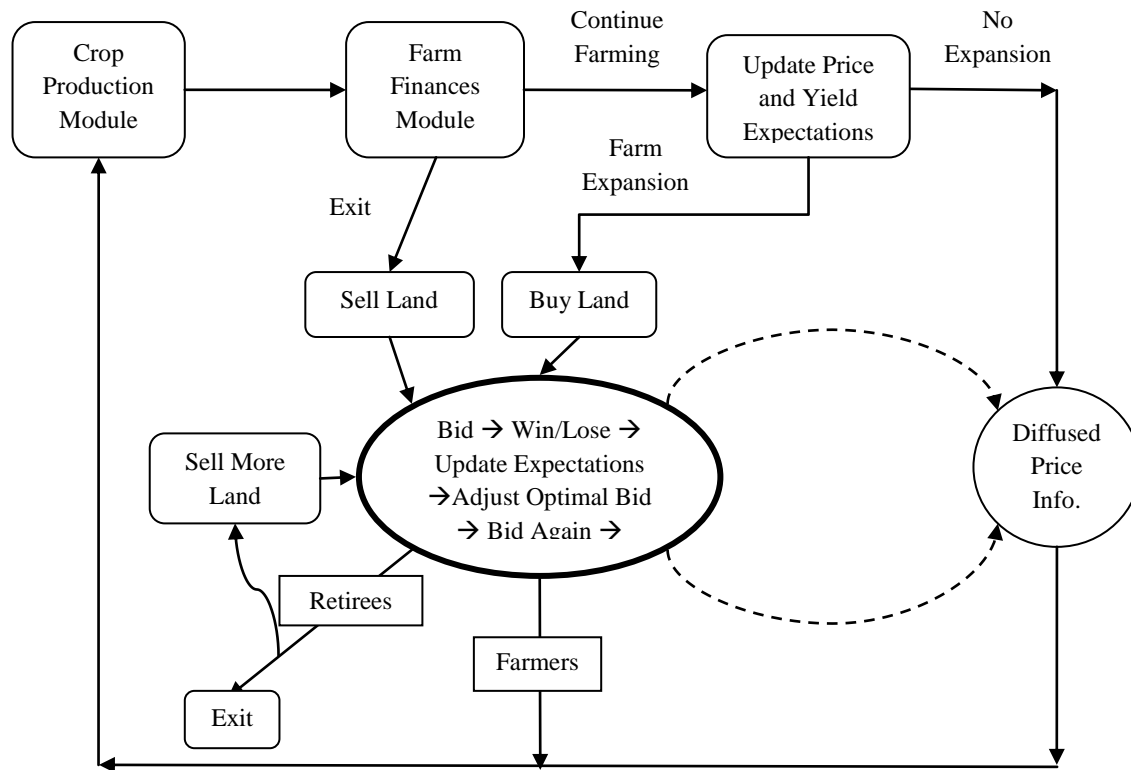 Crop
Production
Module
Farm
Finances
Module
Continue
Farming
Update Price
and Yield
Expectations
No
Expansion
Exit
Farm
Expansion
Sell Land
Buy Land
Bid → Win/Lose →
Update Expectations
→Adjust Optimal Bid
→ Bid Again →
Sell More
Land
Diffused
Price
Info.
Retirees
Farmers
Exit